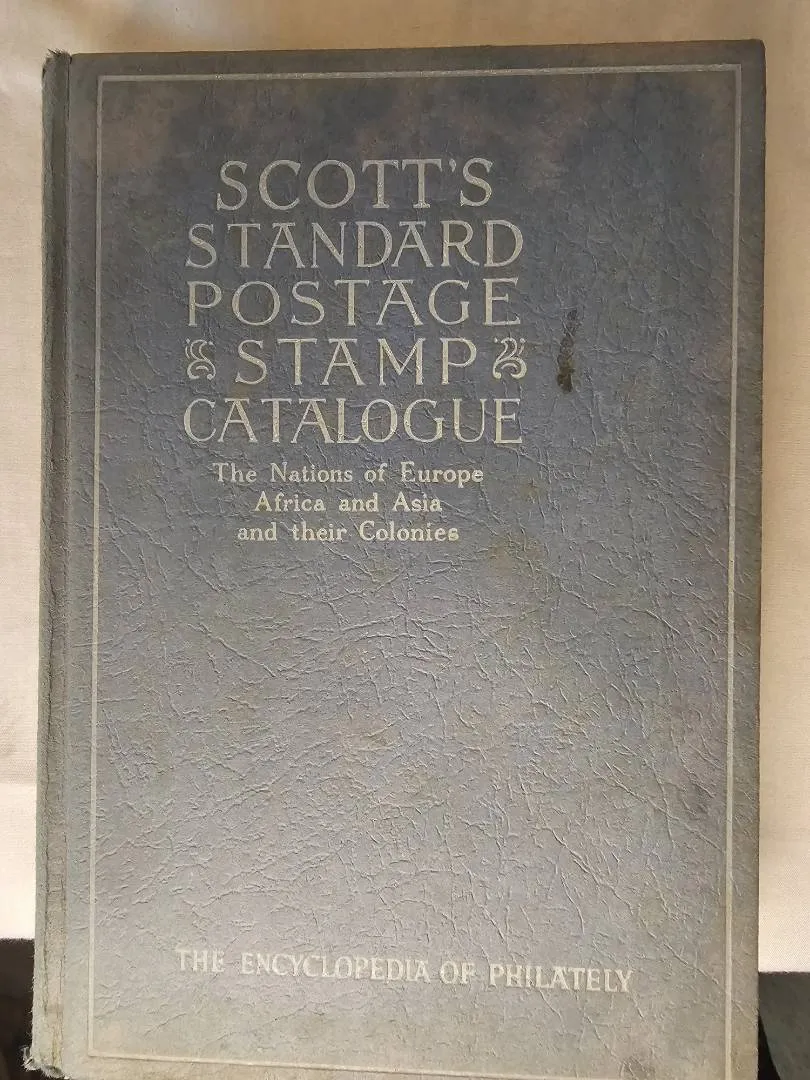 SCOTT'S
STANDARD
POSTAGE
STAMP
CATALOGUE
The Nations of Europe
Africa and Asia
and their Colonies
THE ENCYCLOPEDIA OF PHILATELY